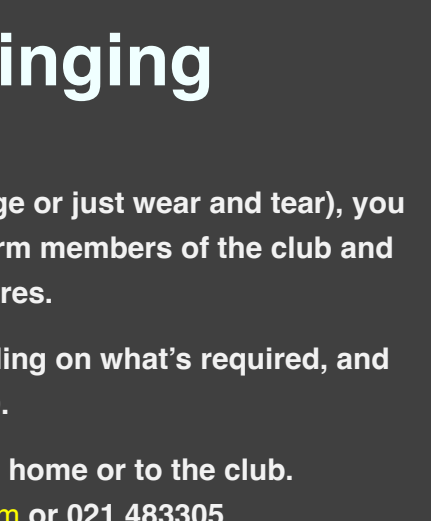 inging
ge or just wear and tear), you
rm members of the club and
res.
ling on what’s required, and
.
home or to the club.
m or 021 483305